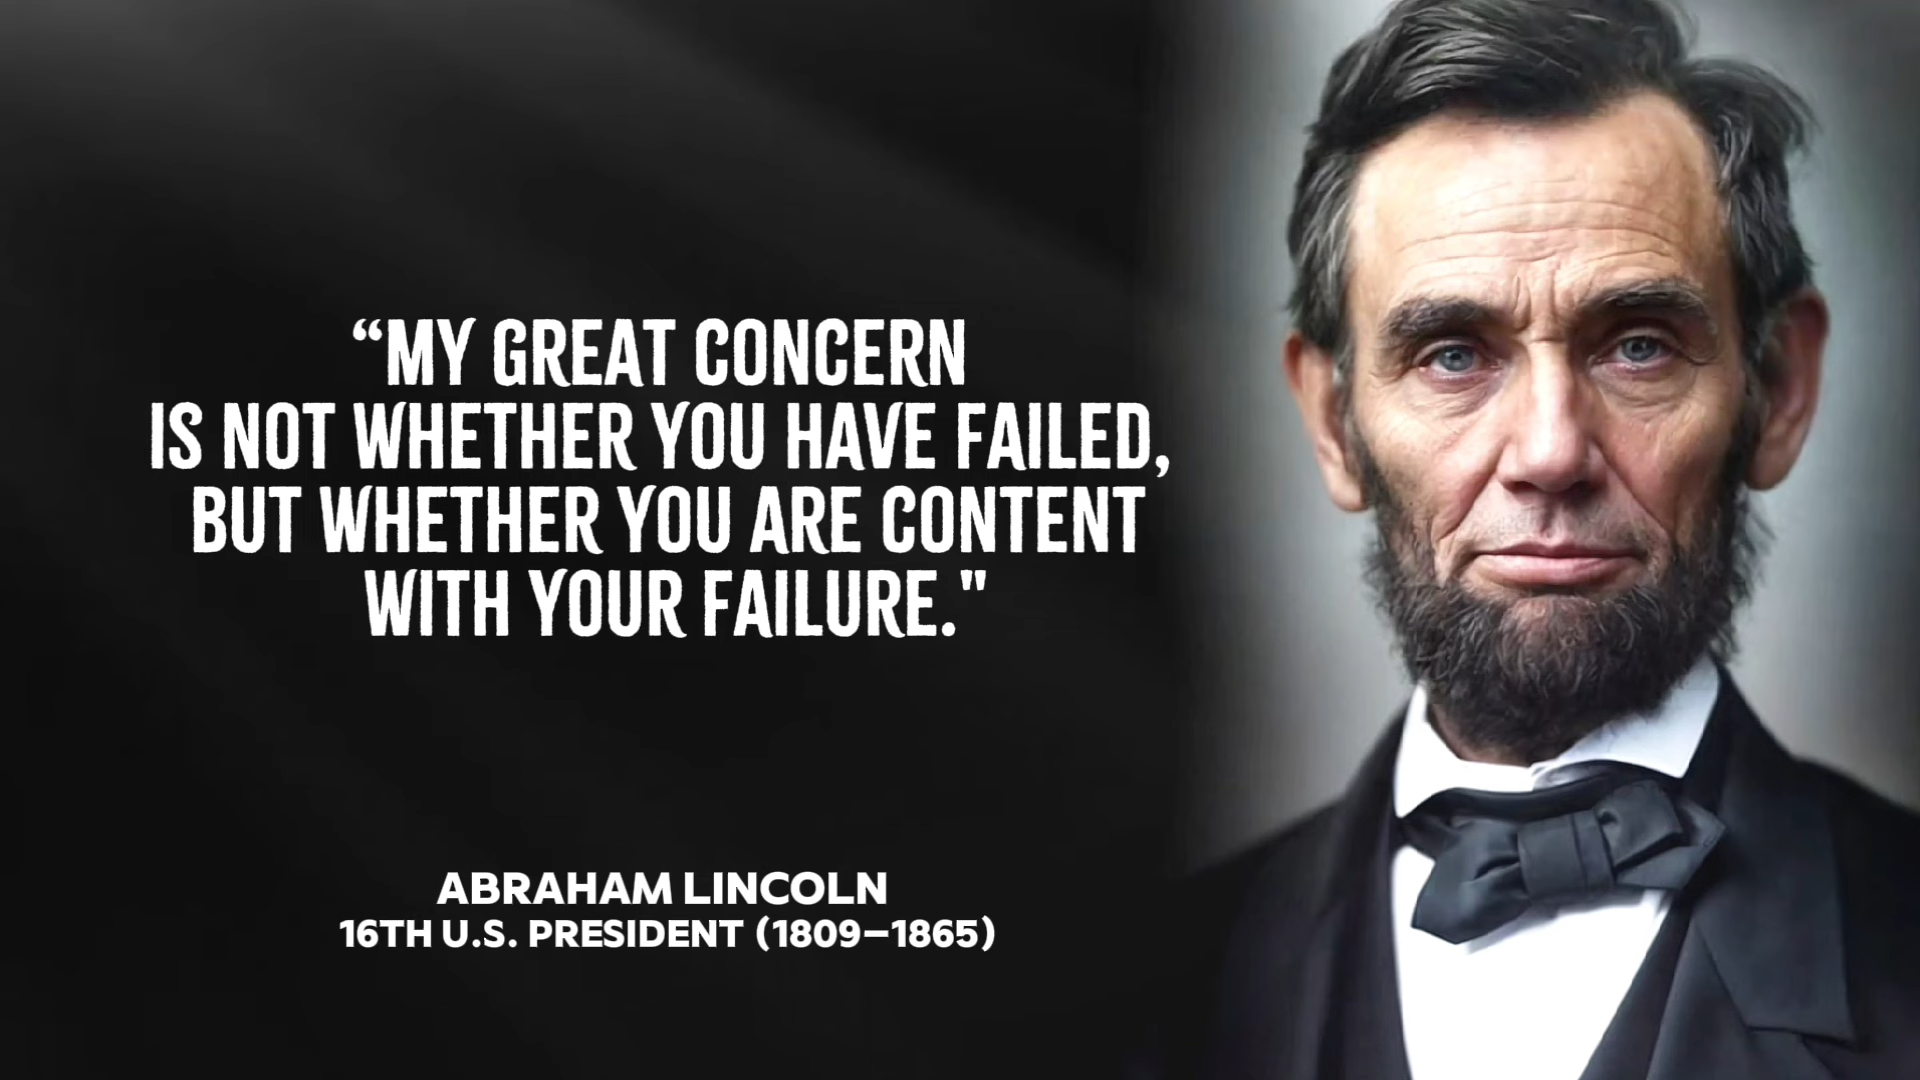 “MY GREAT CONCERN
IS NOT WHETHER YOU HAVE FAILED,
BUT WHETHER YOU ARE CONTENT
WITH YOUR FAILURE."
ABRAHAM LINCOLN
16TH U.S. PRESIDENT (1809–1865)